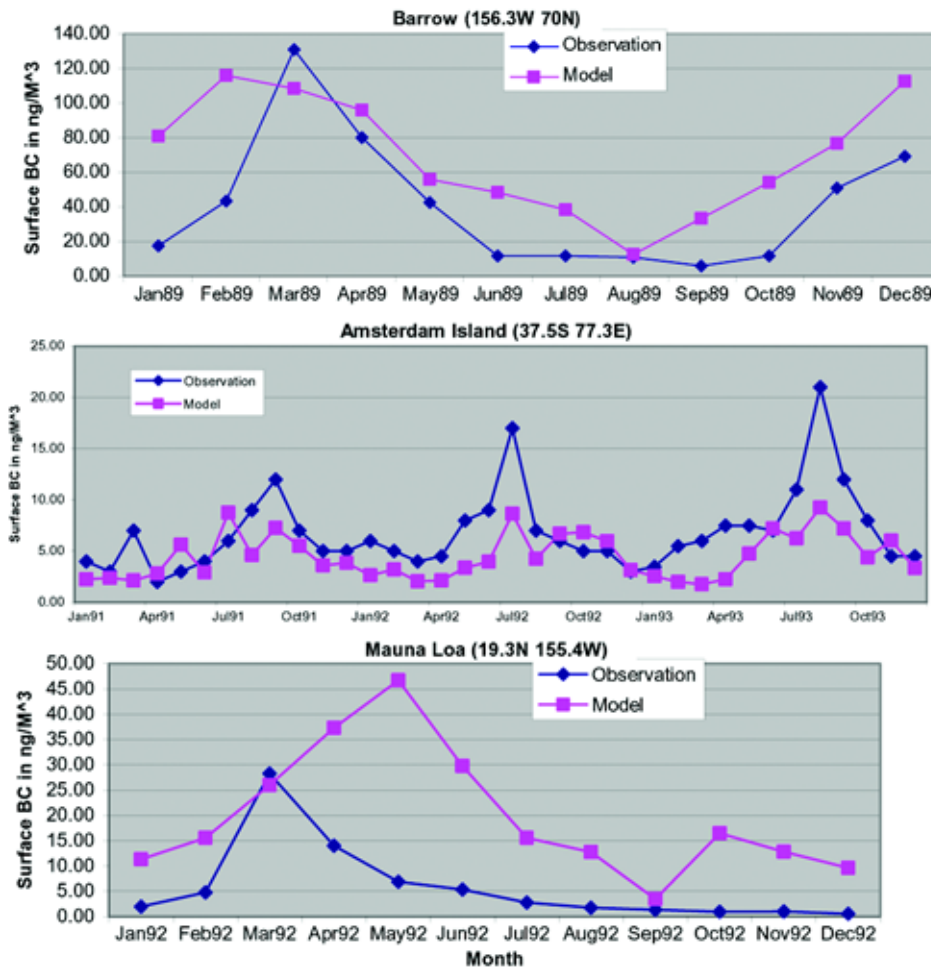 Barrow (156.3W 70N)
Surface BC in ng/M^3
140.00
120.00
100.00
80.00
60.00
40.00
20.00
0.00
Observation
Model
Jan89 Feb89 Mar89 Apr89 May89 Jun89 Jul89 Aug89 Sep89 Oct89 Nov89 Dec89
Amsterdam Island (37.5S 77.3E)
Surface BC in ng/M^3
25.00
20.00
15.00
10.00
5.00
0.00
Observation
Model
Jan91 Apr91 Jul91 Oct91 Jan92 Apr92 Jul92 Oct92 Jan93 Apr93 Jul93 Oct93
Mauna Loa (19.3N 155.4W)
Surface BC in ng/M^3
50.00
45.00
40.00
35.00
30.00
25.00
20.00
15.00
10.00
5.00
0.00
Observation
Model
Jan92 Feb92 Mar92 Apr92 May92 Jun92 Jul92 Aug92 Sep92 Oct92 Nov92 Dec92
Month